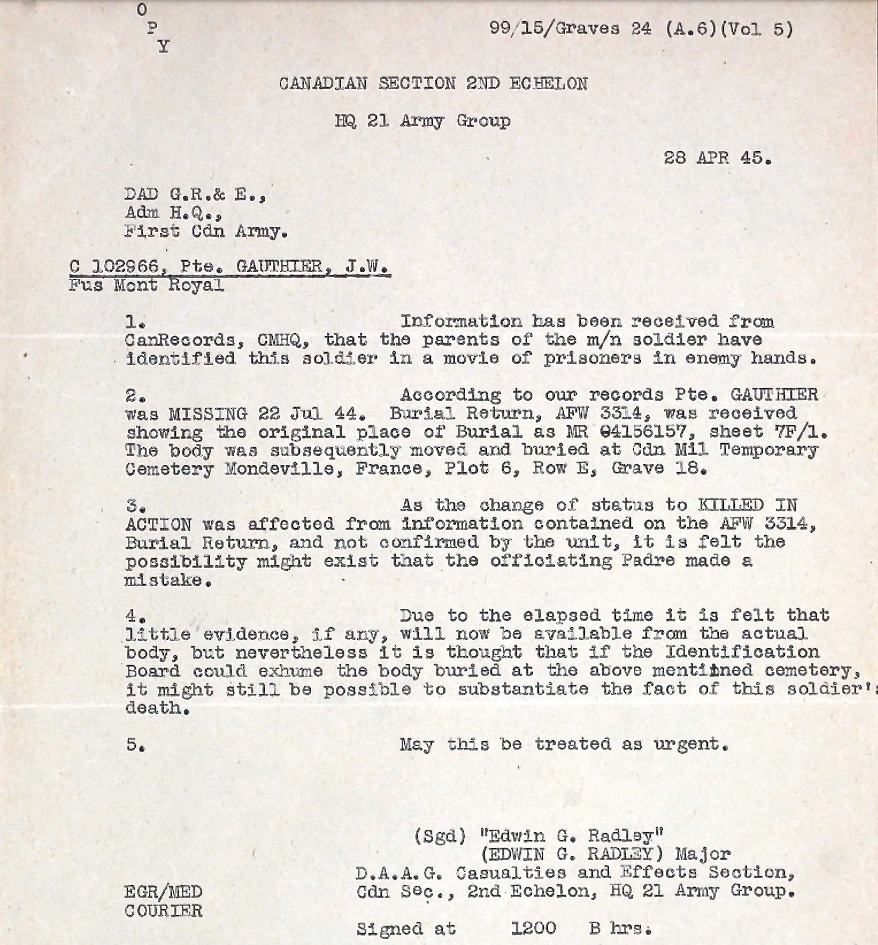 O
P
Y
99/15/Graves 24 (A.6)(Vol 5)
CANADIAN SECTION 2ND ECHELON
HQ 21 Army Group
28 APR 45.
DAD G.R.& E.,
Adm H.Q.,
First Cdn Army.
C 102966, Pte. GAUTHIER, J.W.
Fus Mont Royal
1. Information has been received from
CanRecords, CMHQ, that the parents of the m/n soldier have
identified this soldier in a movie of prisoners in enemy hands.
2. According to our records Pte. GAUTHIER
was MISSING 22 Jul 44. Burial Return, AFW 3314, was received
showing the original place of Burial as MR 04156157, sheet 7F/1.
The body was subsequently moved and buried at Cdn Mil Temporary
Cemetery Mondeville, France, Plot 6, Row E, Grave 18.
3. As the change of status to KILLED IN
ACTION was affected from information contained on the AFW 3314,
Burial Return, and not confirmed by the unit, it is felt the
possibility might exist that the officiating Padre made a
mistake.
4. Due to the elapsed time it is felt that
little evidence, if any, will now be available from the actual
body, but nevertheless it is thought that if the Identification
Board could exhume the body buried at the above mentiined cemetery,
it might still be possible to substantiate the fact of this soldier's
death.
5. May this be treated as urgent.
(Sgd) "Edwin G. Radley"
(EDWIN G. RADLEY) Major
D.A.A.G. Casualties and Effects Section,
EGR/MED Cdn Sec., 2nd Echelon, HQ 21 Army Group.
COURIER
Signed at 1200 B hrs.